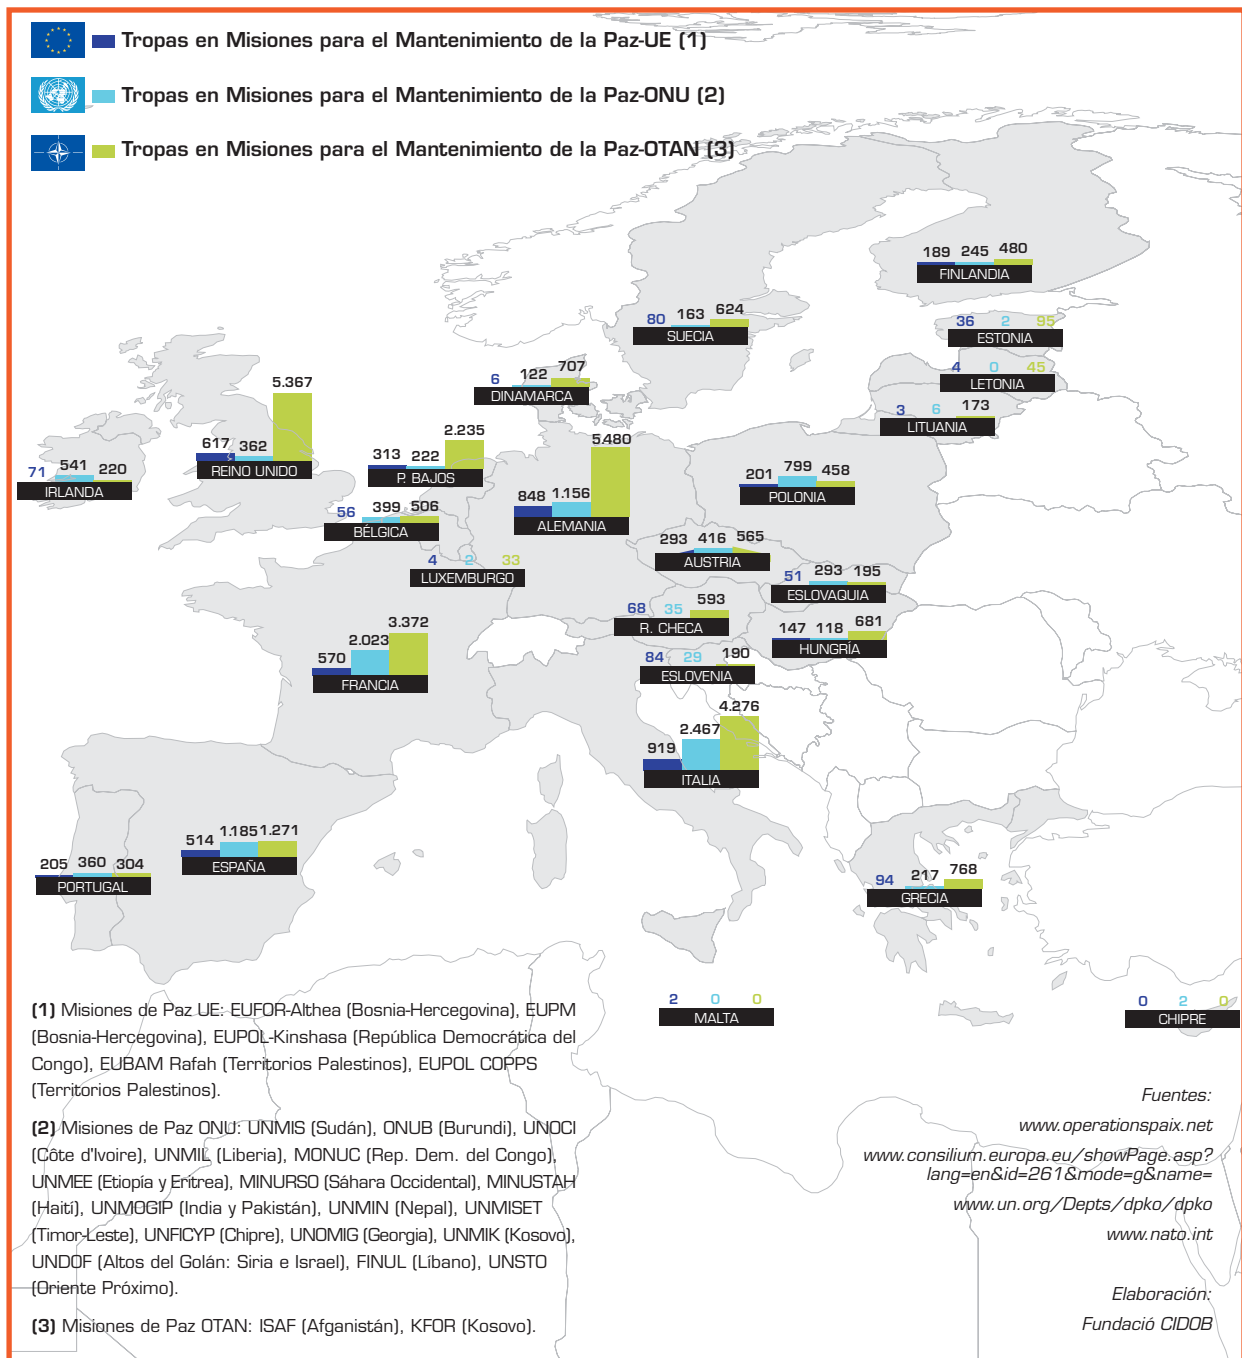 Tropas en Misiones para el Mantenimiento de la Paz-UE (1)
Tropas en Misiones para el Mantenimiento de la Paz-ONU (2)
Tropas en Misiones para el Mantenimiento de la Paz-OTAN (3)
189 245 480
FINLANDIA
80 163 624
SUECIA
36 2 95
ESTONIA
4 0 45
LETONIA
6 122 707
DINAMARCA
3 6 173
LITUANIA
617 362 5.367
REINO UNIDO
313 222 2.235
P. BAJOS
71 541 220
IRLANDA
848 1.156 5.480
ALEMANIA
201 799 458
POLONIA
56 399 506
BÉLGICA
293 416 565
AUSTRIA
4 2 33
LUXEMBURGO
51 293 195
ESLOVAQUIA
68 35 593
R. CHECA
147 118 681
HUNGRÍA
570 2.023 3.372
FRANCIA
84 29 190
ESLOVENIA
919 2.467 4.276
ITALIA
514 1.185 1.271
ESPAÑA
205 360 304
PORTUGAL
94 217 768
GRECIA
2 0 0
MALTA
0 2 0
CHIPRE
(1) Misiones de Paz UE: EUFOR-Althea (Bosnia-Hercegovina), EUPM
(Bosnia-Hercegovina), EUPOL-Kinshasa (República Democrática del
Congo), EUBAM Rafah (Territorios Palestinos), EUPOL COPPS
(Territorios Palestinos).
(2) Misiones de Paz ONU: UNMIS (Sudán), ONUB (Burundi), UNOCI
(Côte d'Ivoire), UNMIL (Liberia), MONUC (Rep. Dem. del Congo),
UNMEE (Etiopía y Eritrea), MINURSO (Sáhara Occidental), MINUSTAH
(Haití), UNMOGIP (India y Pakistán), UNMIN (Nepal), UNMISET
(Timor-Leste), UNFICYP (Chipre), UNOMIG (Georgia), UNMIK (Kosovo),
UNDOF (Altos del Golán: Siria e Israel), FINUL (Líbano), UNSTO
(Oriente Próximo).
(3) Misiones de Paz OTAN: ISAF (Afganistán), KFOR (Kosovo).
Fuentes:
www.operationspaix.net
www.consilium.europa.eu/showPage.asp?
lang=en&id=261&mode=g&name=
www.un.org/Depts/dpko/dpko
www.nato.int
Elaboración:
Fundació CIDOB